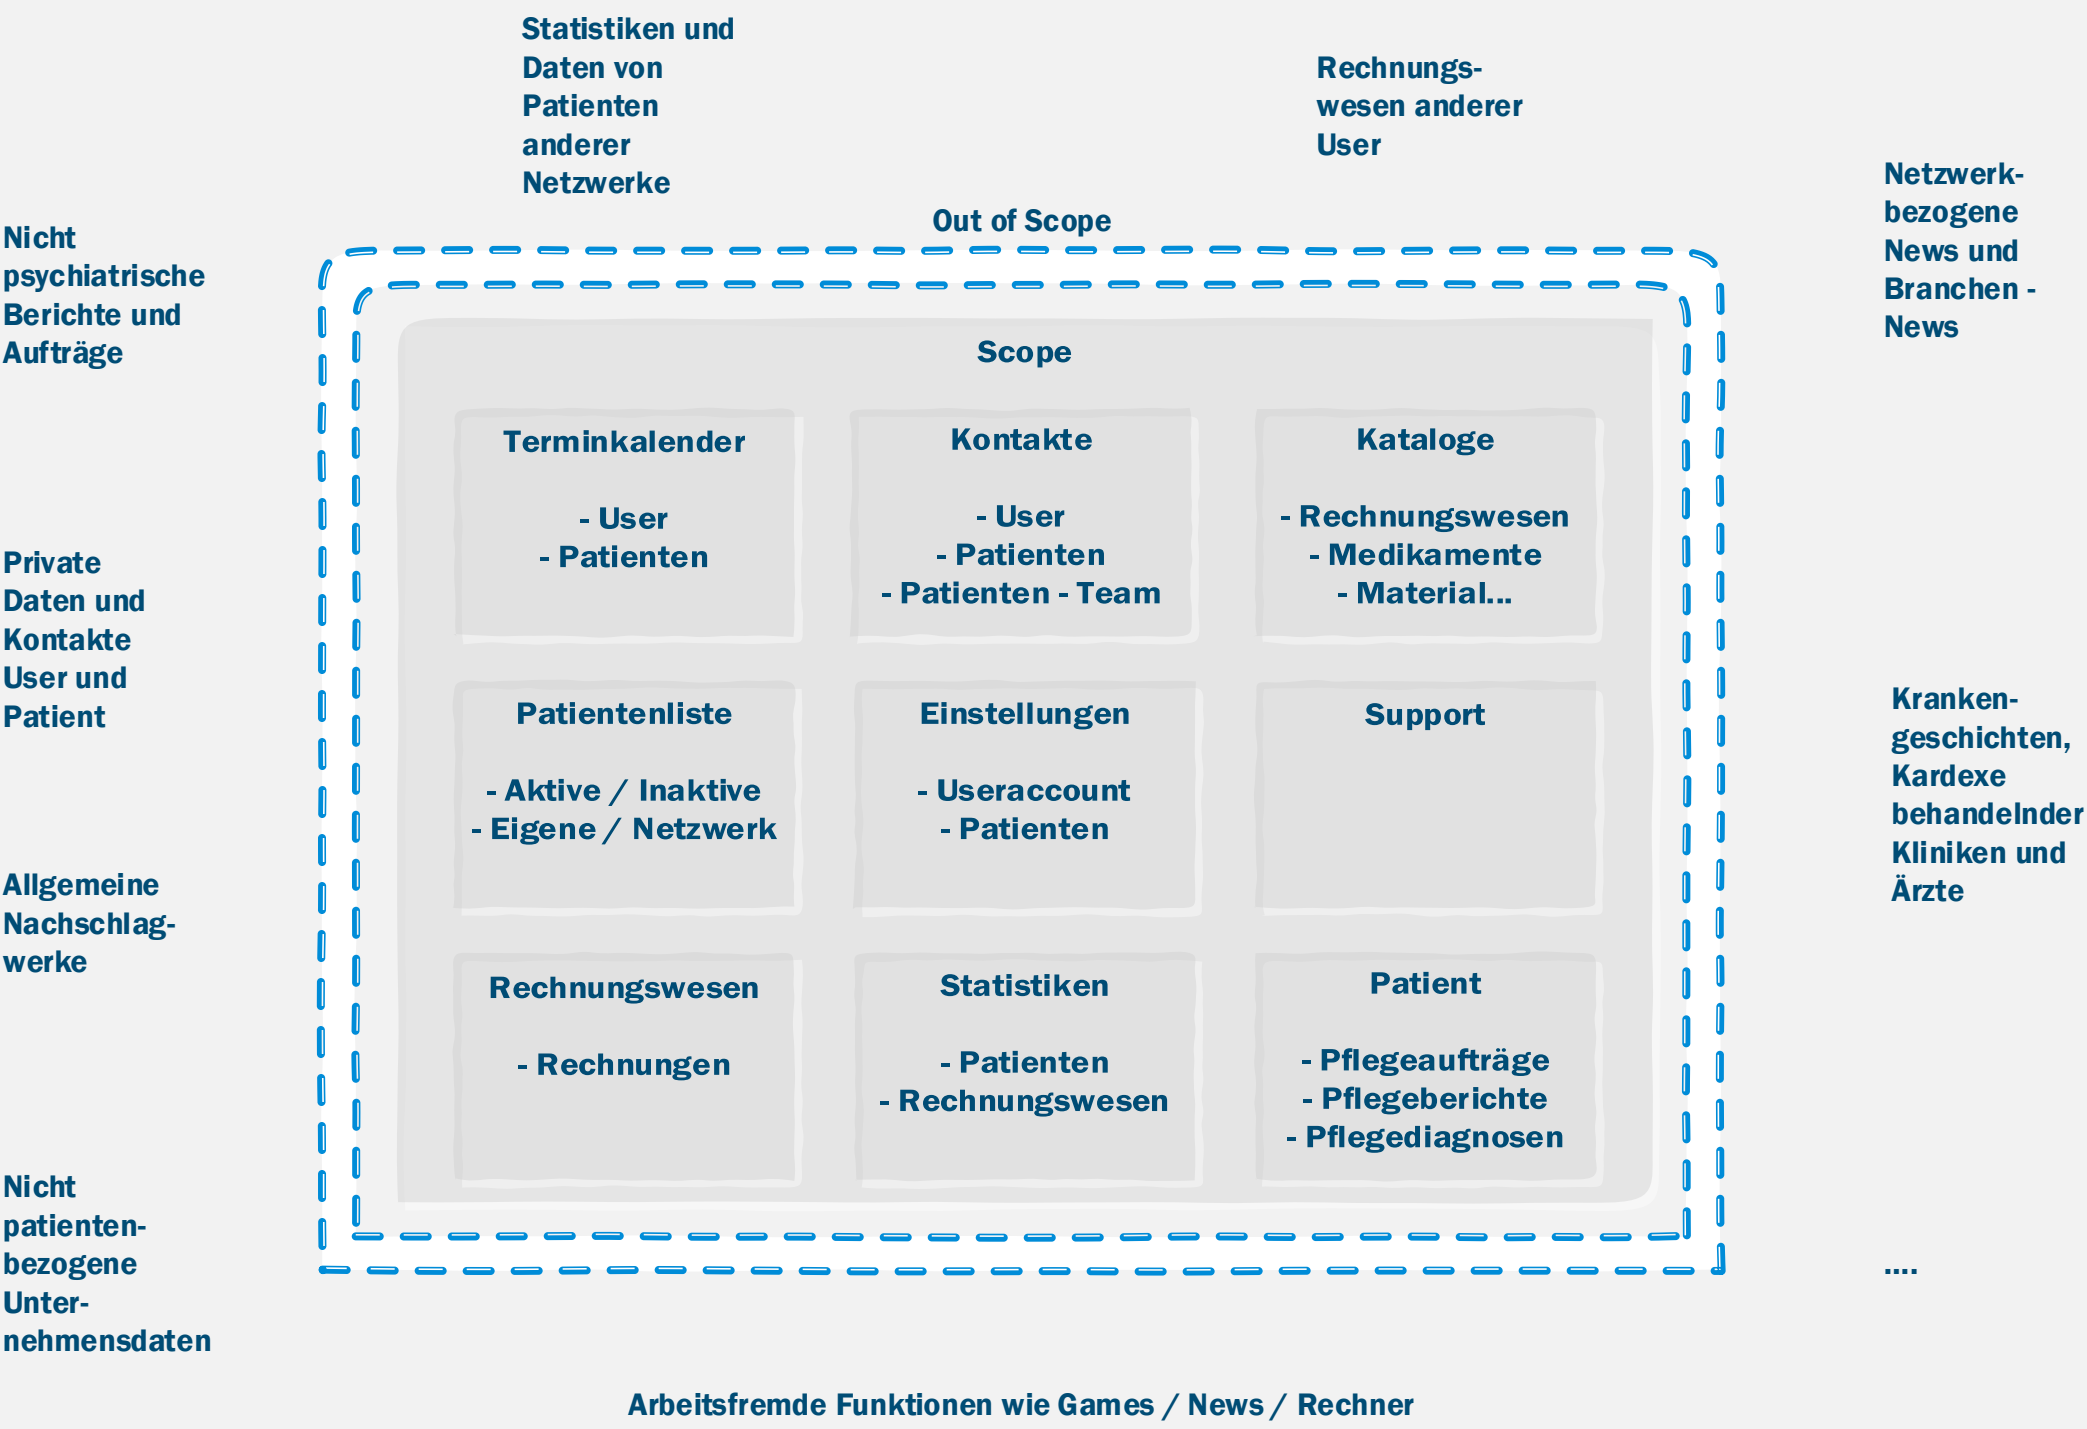 Statistiken und
Daten von
Patienten
anderer
Netzwerke
Rechnungs-
wesen anderer
User
Netzwerk-
bezogene
News und
Branchen -
News
Out of Scope
Nicht
psychiatrische
Berichte und
Aufträge
Private
Daten und
Kontakte
User und
Patient
Allgemeine
Nachschlag-
werke
Nicht
patienten-
bezogene
Unter-
nehmensdaten
Scope
Terminkalender
- User
- Patienten
Kontakte
- User
- Patienten
- Patienten - Team
Kataloge
- Rechnungswesen
- Medikamente
- Material...
Patientenliste
- Aktive / Inaktive
- Eigene / Netzwerk
Einstellungen
- Useraccount
- Patienten
Support
Rechnungswesen
- Rechnungen
Statistiken
- Patienten
- Rechnungswesen
Patient
- Pflegeaufträge
- Pflegeberichte
- Pflegediagnosen
Kranken-
geschichten,
Kardexe
behandelnder
Kliniken und
Ärzte
....
Arbeitsfremde Funktionen wie Games / News / Rechner